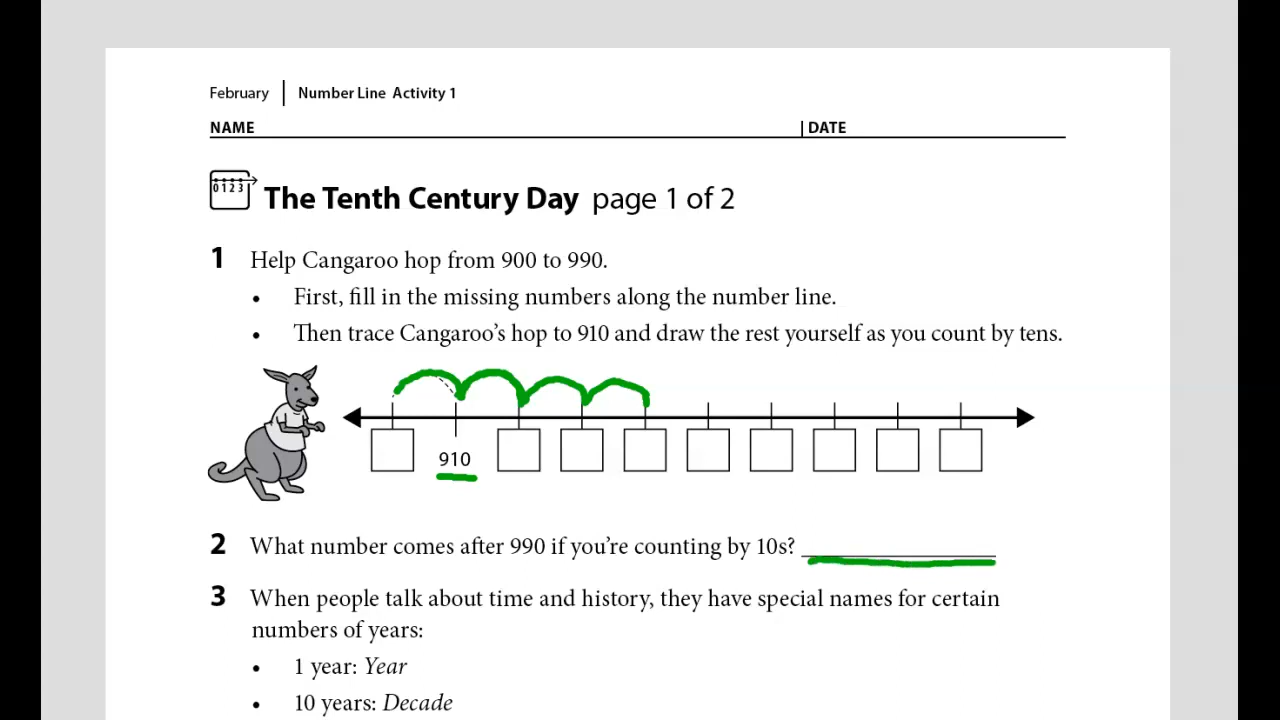 February | Number Line Activity 1
NAME | DATE
0 1 2 3
The Tenth Century Day page 1 of 2
1 Help Cangaroo hop from 900 to 990.
• First, fill in the missing numbers along the number line.
• Then trace Cangaroo’s hop to 910 and draw the rest yourself as you count by tens.
910
2 What number comes after 990 if you’re counting by 10s?
3 When people talk about time and history, they have special names for certain
numbers of years:
• 1 year: Year
• 10 years: Decade